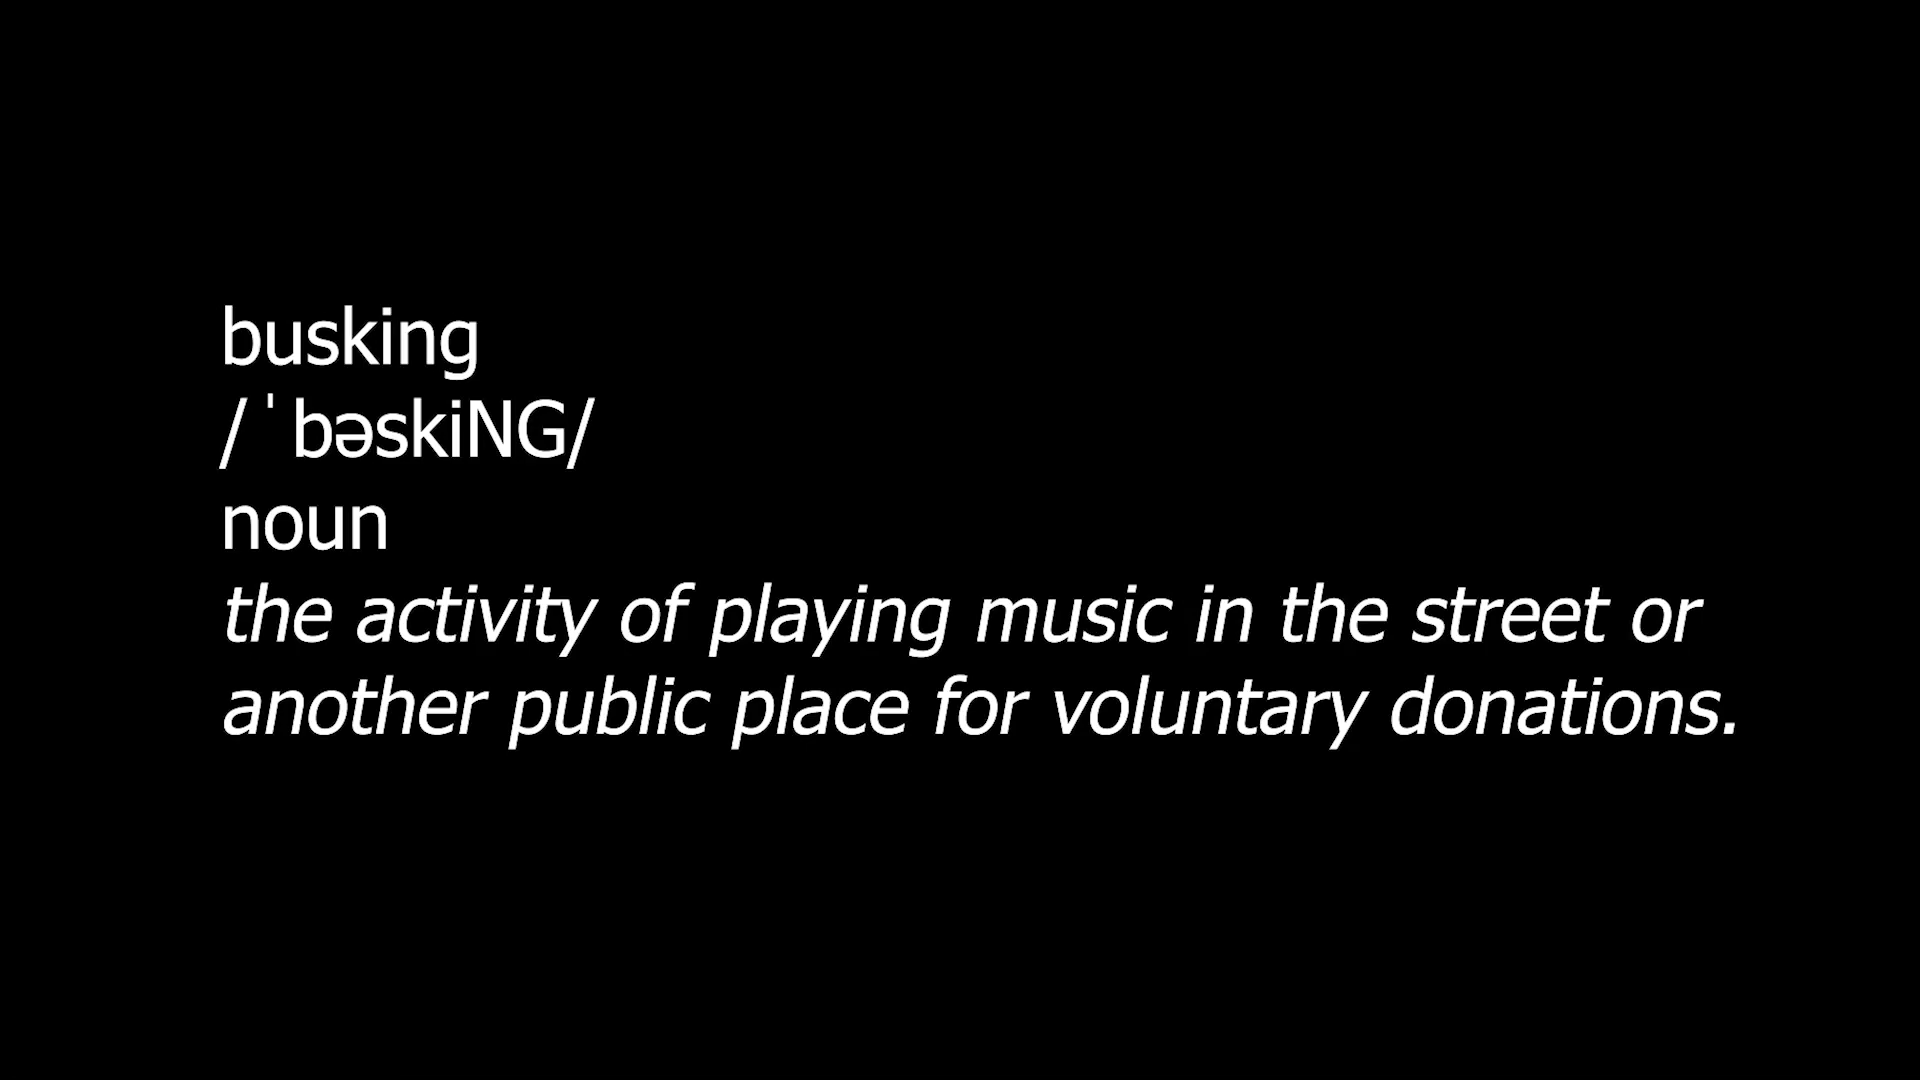 busking
/ˈbəskiNG/
noun
the activity of playing music in the street or
another public place for voluntary donations.